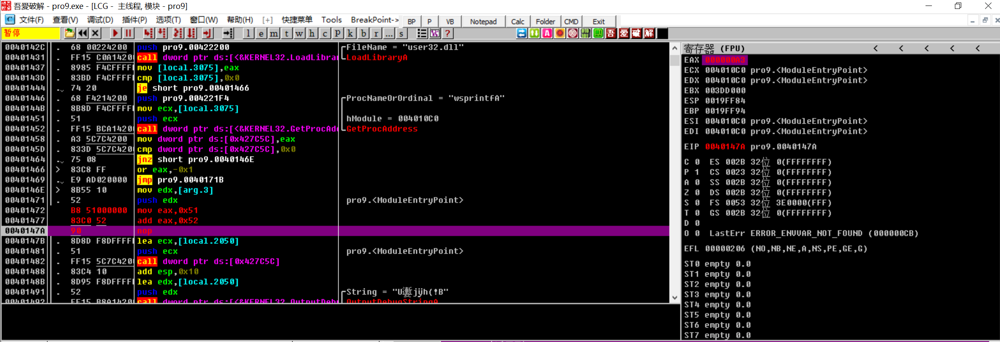 吾愛破解 - pro9.exe - [LCG -  主线程, 模块 - pro9]
文件(F) 查看(V) 调试(D) 插件(P) 选项(T) 窗口(W) 帮助(H) [+] 快捷菜单 Tools BreakPoint-> BP P VB Notepad Calc Folder CMD Exit
暂停 l e m t w h c p k b r ... s ? A 吾 爱 破 解
0040142C . 68 00224200 push pro9.00422200 FileName = "user32.dll"
00401431 . FF15 C0A1420 call dword ptr ds:[<&KERNEL32.LoadLibrar LoadLibraryA
00401437 . 8985 F4CFFFFF mov [local.3075],eax
0040143D . 83BD F4CFFFFF cmp [local.3075],0x0
00401444 . 74 20 je short pro9.00401466
00401446 . 68 F4214200 push pro9.004221F4 ProcNameOrOrdinal = "wsprintfA"
0040144B . 8B8D F4CFFFFF mov ecx,[local.3075]
00401451 . 51 push ecx hModule = 004010C0
00401452 . FF15 BCA1420 call dword ptr ds:[<&KERNEL32.GetProcAdd GetProcAddress
00401458 . A3 5C7C4200 mov dword ptr ds:[0x427C5C],eax
0040145D . 833D 5C7C420 cmp dword ptr ds:[0x427C5C],0x0
00401464 . 75 08 jnz short pro9.0040146E
00401466 > 83C8 FF or eax,-0x1
00401469 . E9 AD020000 jmp pro9.0040171B
0040146E > 8B55 10 mov edx,[arg.3]
00401471 . 52 push edx pro9.<ModuleEntryPoint>
00401472 B8 51000000 mov eax,0x51
00401477 83C0 52 add eax,0x52
0040147A 90 nop
0040147B . 8D8D F8DFFFFF lea ecx,[local.2050]
00401481 . 51 push ecx pro9.<ModuleEntryPoint>
00401482 . FF15 5C7C420 call dword ptr ds:[0x427C5C]
00401488 . 83C4 10 add esp,0x10
0040148B . 8D95 F8DFFFFF lea edx,[local.2050]
00401491 . 52 push edx String = "jÿh(!B"
00401492 . FF15 B8A1420 call dword ptr ds:[<&KERNEL32.OutputDebu OutputDebugStringA
寄存器 (FPU) < < < < <
EAX 000000A3
ECX 004010C0 pro9.<ModuleEntryPoint>
EDX 004010C0 pro9.<ModuleEntryPoint>
EBX 003DD000
ESP 0019FF84
EBP 0019FF94
ESI 004010C0 pro9.<ModuleEntryPoint>
EDI 004010C0 pro9.<ModuleEntryPoint>
EIP 0040147A pro9.0040147A
C 0 ES 002B 32位 0(FFFFFFFF)
P 1 CS 0023 32位 0(FFFFFFFF)
A 0 SS 002B 32位 0(FFFFFFFF)
Z 0 DS 002B 32位 0(FFFFFFFF)
S 0 FS 0053 32位 3E0000(FFF)
T 0 GS 002B 32位 0(FFFFFFFF)
D 0
O 0 LastErr ERROR_ENVVAR_NOT_FOUND (000000CB)
EFL 00000206 (NO,NB,NE,A,NS,PE,GE,G)
ST0 empty 0.0
ST1 empty 0.0
ST2 empty 0.0
ST3 empty 0.0
ST4 empty 0.0
ST5 empty 0.0
ST6 empty 0.0
ST7 empty 0.0